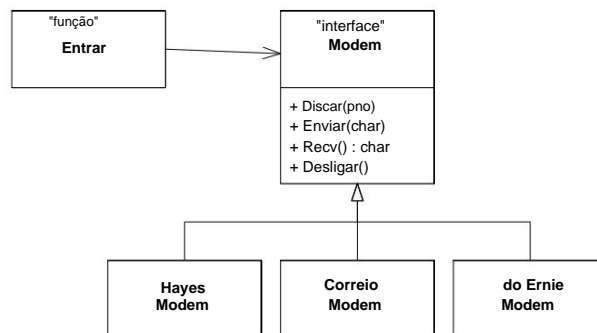 "função"
Entrar
"interface"
Modem
+ Discar(pno)
+ Enviar(char)
+ Recv() : char
+ Desligar()
Hayes
Modem
Correio
Modem
do Ernie
Modem